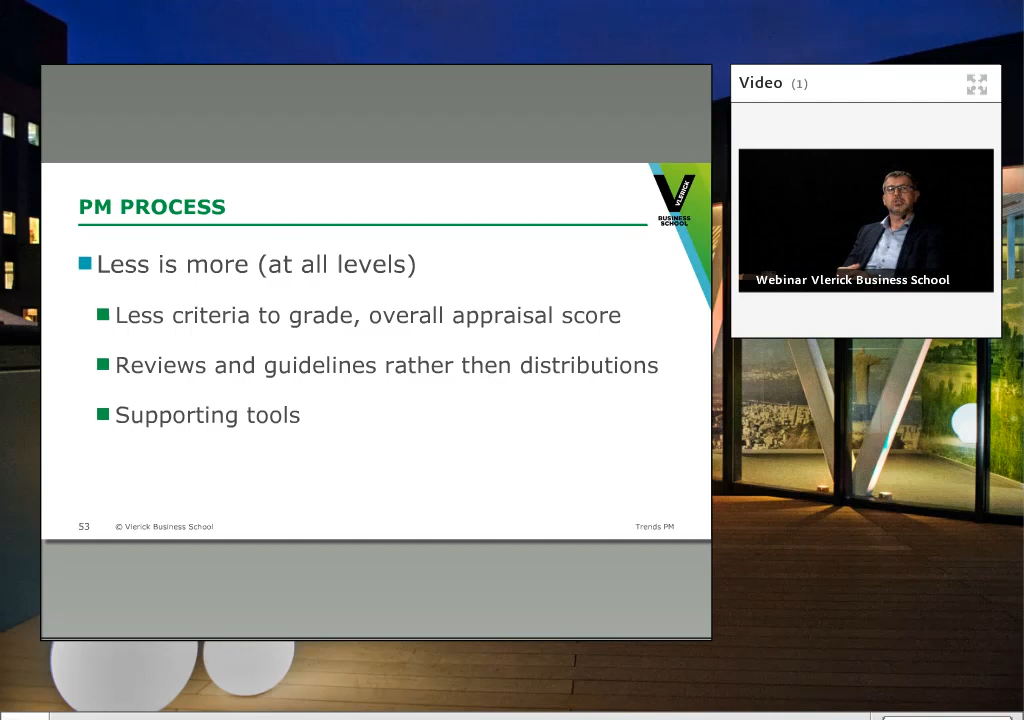 PM PROCESS
VLERICK
BUSINESS
SCHOOL
Less is more (at all levels)
Less criteria to grade, overall appraisal score
Reviews and guidelines rather then distributions
Supporting tools
53 © Vlerick Business School Trends PM
Video (1)
Webinar Vlerick Business School